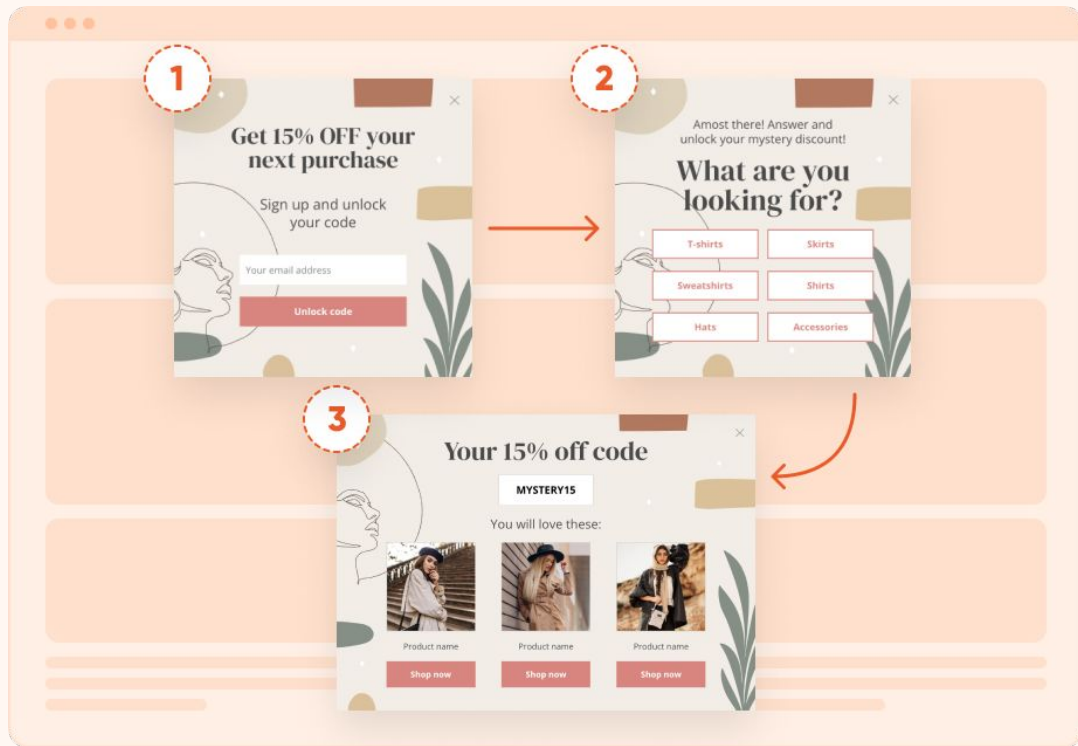 1
Get 15% OFF your
next purchase
Sign up and unlock
your code
Your email address
Unlock code
2
Amost there! Answer and
unlock your mystery discount!
What are you
looking for?
T-shirts
Skirts
Sweatshirts
Shirts
Hats
Accessories
3
Your 15% off code
MYSTERY15
You will love these:
Product name
Product name
Product name
Shop now
Shop now
Shop now